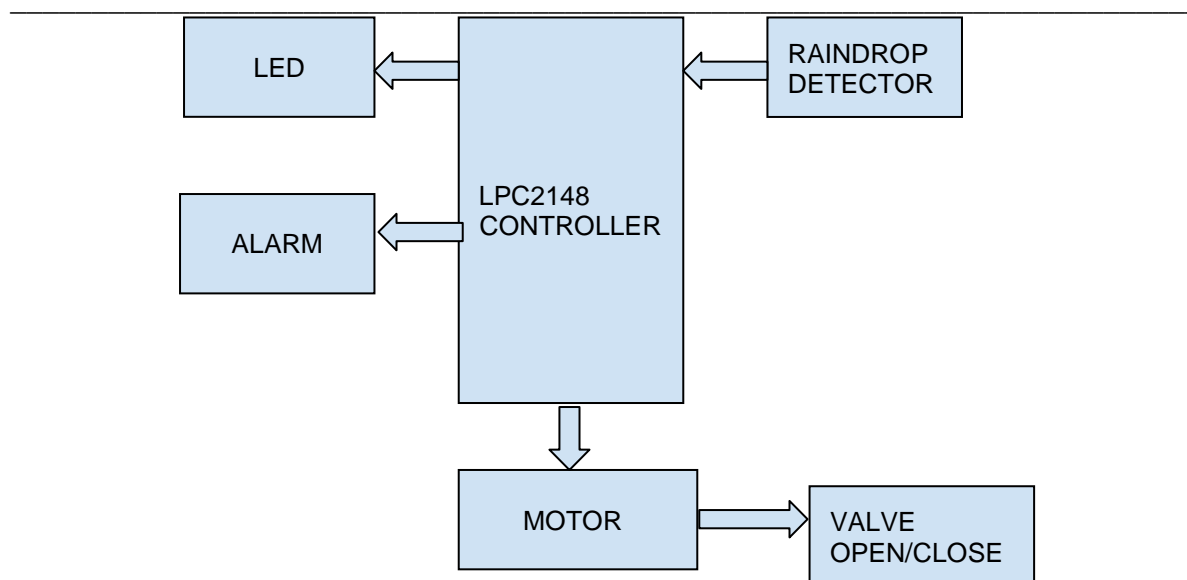 LED
RAINDROP
DETECTOR
LPC2148
CONTROLLER
ALARM
MOTOR
VALVE
OPEN/CLOSE